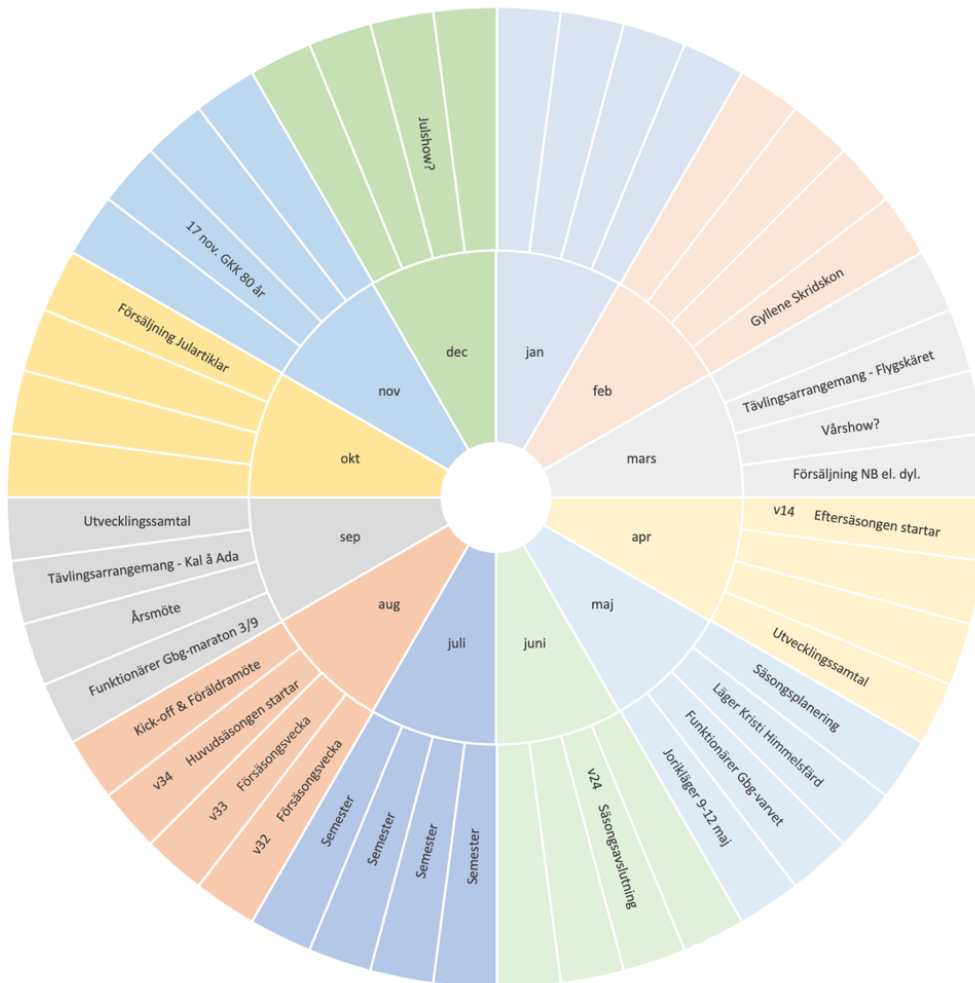 jan
feb
Gyllene Skridskon
mars
Tävlingsarrangemang - Flygskäret
Vårshow?
Försäljning NB el. dyl.
apr
v14 Eftersäsongen startar
Utvecklingssamtal
maj
Säsongsplanering
Läger Kristi Himmelsfärd
Funktionärer Gbg-varvet
Jorikläger 9-12 maj
juni
v24 Säsongsavslutning
juli
Semester
Semester
Semester
Semester
aug
v32 Försäsongsvecka
v33 Försäsongsvecka
v34 Huvudsäsongen startar
Kick-off & Föräldramöte
sep
Funktionärer Gbg-maraton 3/9
Årsmöte
Tävlingsarrangemang - Kal å Ada
Utvecklingssamtal
okt
Försäljning Julartiklar
nov
17 nov. GKK 80 år
dec
Julshow?